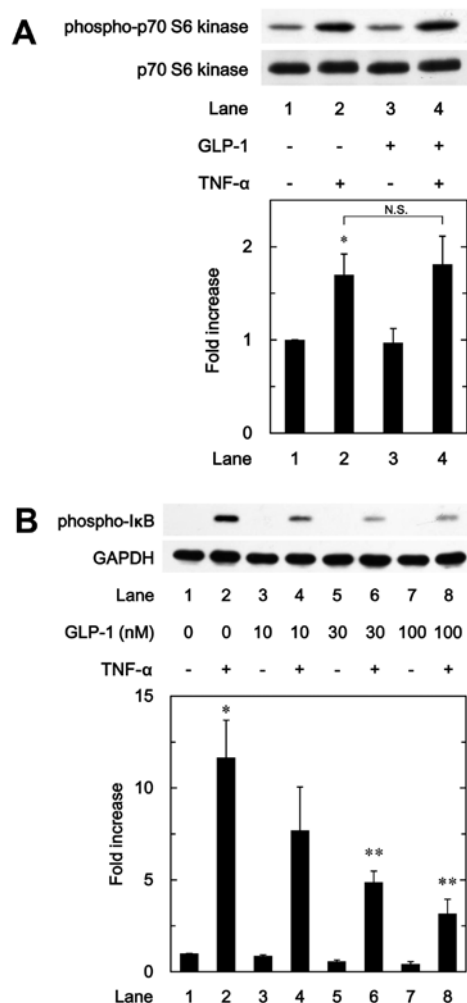 A
phospho-p70 S6 kinase
p70 S6 kinase
Lane 1 2 3 4
GLP-1 - - + +
TNF-α - + - +
N.S.
*
2
1
0
Fold increase
Lane 1 2 3 4
B
phospho-IκB
GAPDH
Lane 1 2 3 4 5 6 7 8
GLP-1 (nM) 0 0 10 10 30 30 100 100
TNF-α - + - + - + - +
15
*
10
**
5
**
0
Fold increase
Lane 1 2 3 4 5 6 7 8